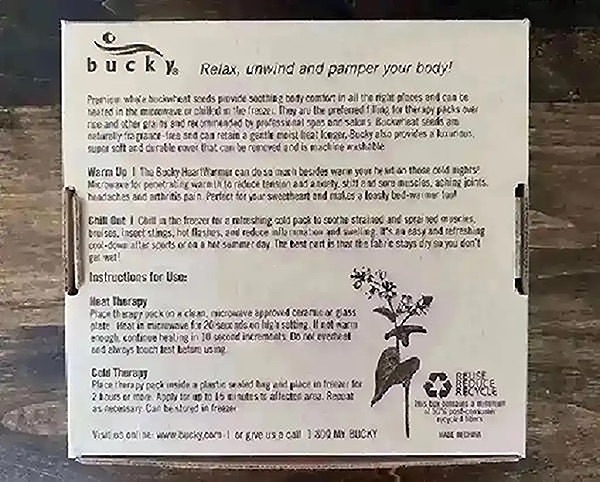 bucky®
Relax, unwind and pamper your body!
Premium whole buckwheat seeds provide soothing body comfort in all the right places and can be
heated in the microwave or chilled in the freezer. They are the preferred filling for therapy packs over
rice and other grains and recommended by professional spas and salons. Buckwheat seeds are
naturally fragrance-free and can retain a gentle moist heat longer. Bucky also provides a luxurious,
super soft and durable cover that can be removed and is machine washable.
Warm Up | The Bucky HeartWarmer can do so much besides warm your heart on those cold nights!
Microwave for penetrating warmth to reduce tension and anxiety, stiff and sore muscles, aching joints,
headaches and arthritis pain. Perfect for your sweetheart and makes a toasty bed-warmer too!
Chill Out | Chill in the freezer for a refreshing cold pack to soothe strained and sprained muscles,
bruises, insect stings, hot flashes, and reduce inflammation and swelling. It's an easy and refreshing
cool-down after sports or on a hot summer day. The best part is that the fabric stays dry so you don't
get wet!
Instructions for Use:
Heat Therapy
Place therapy pack on a clean, microwave approved ceramic or glass
plate. Heat in microwave for 20 seconds on high setting. If not warm
enough, continue heating in 10 second increments. Do not overheat
and always touch test before using.
Cold Therapy
Place therapy pack inside a plastic sealed bag and place in freezer for
2 hours or more. Apply for up to 15 minutes to affected area. Repeat
as necessary. Can be stored in freezer.
REUSE
REDUCE
RECYCLE
This box contains a minimum
of 50% post-consumer
recycled fibers
MADE IN CHINA
Visit us online: www.bucky.com | or give us a call 1 800 MY BUCKY